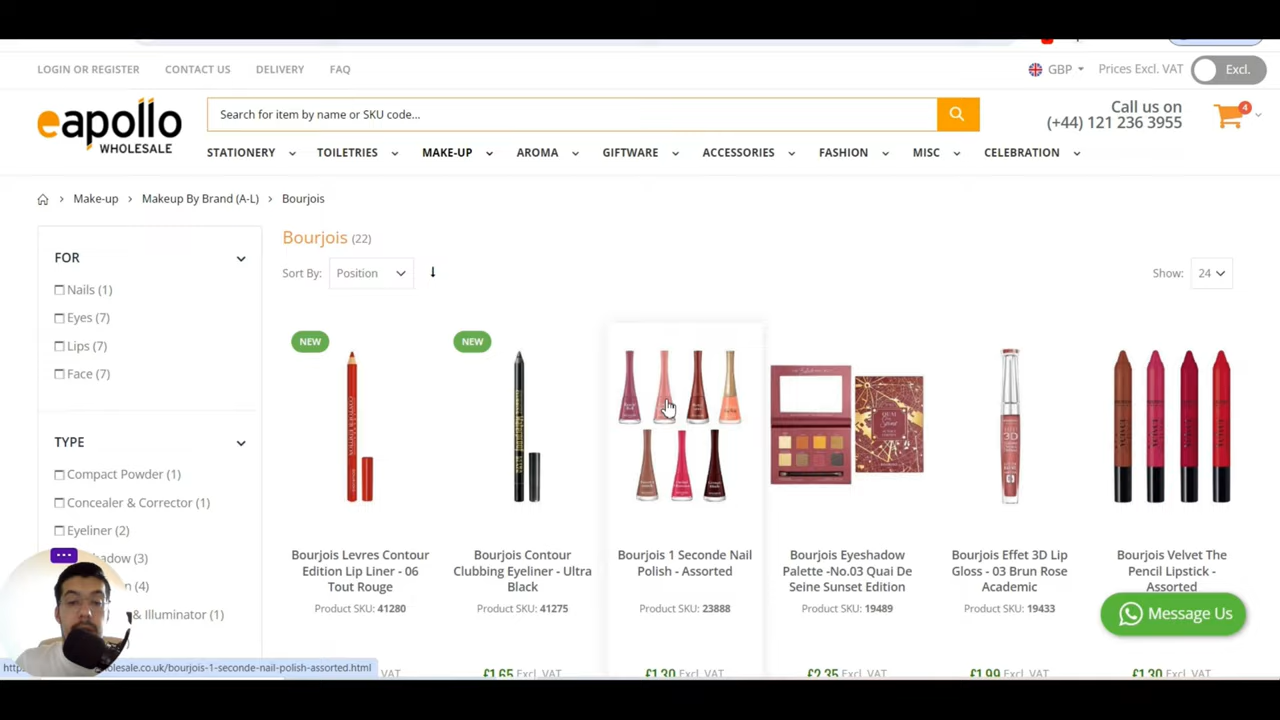 LOGIN OR REGISTER CONTACT US DELIVERY FAQ
GBP Prices Excl. VAT Excl.
eapollo
WHOLESALE
Search for item by name or SKU code...
Call us on
(+44) 121 236 3955
4
STATIONERY TOILETRIES MAKE-UP AROMA GIFTWARE ACCESSORIES FASHION MISC CELEBRATION
Make-up > Makeup By Brand (A-L) > Bourjois
FOR
Nails (1)
Eyes (7)
Lips (7)
Face (7)
TYPE
Compact Powder (1)
Concealer & Corrector (1)
Eyeliner (2)
(3)
(4)
& Illuminator (1)
Bourjois (22)
Sort By: Position
Show: 24
NEW
NEW
Bourjois Levres Contour
Edition Lip Liner - 06
Tout Rouge
Product SKU: 41280
VAT
Bourjois Contour
Clubbing Eyeliner - Ultra
Black
Product SKU: 41275
£1.65 Excl. VAT
Bourjois 1 Seconde Nail
Polish - Assorted
Product SKU: 23888
£1.30 Excl. VAT
Bourjois Eyeshadow
Palette -No.03 Quai De
Seine Sunset Edition
Product SKU: 19489
£2.35 Excl. VAT
Bourjois Effet 3D Lip
Gloss - 03 Brun Rose
Academic
Product SKU: 19433
£1.99 Excl. VAT
Bourjois Velvet The
Pencil Lipstick -
Assorted
£1.30 Excl. VAT
Message Us
wholesale.co.uk/bourjois-1-seconde-nail-polish-assorted.html